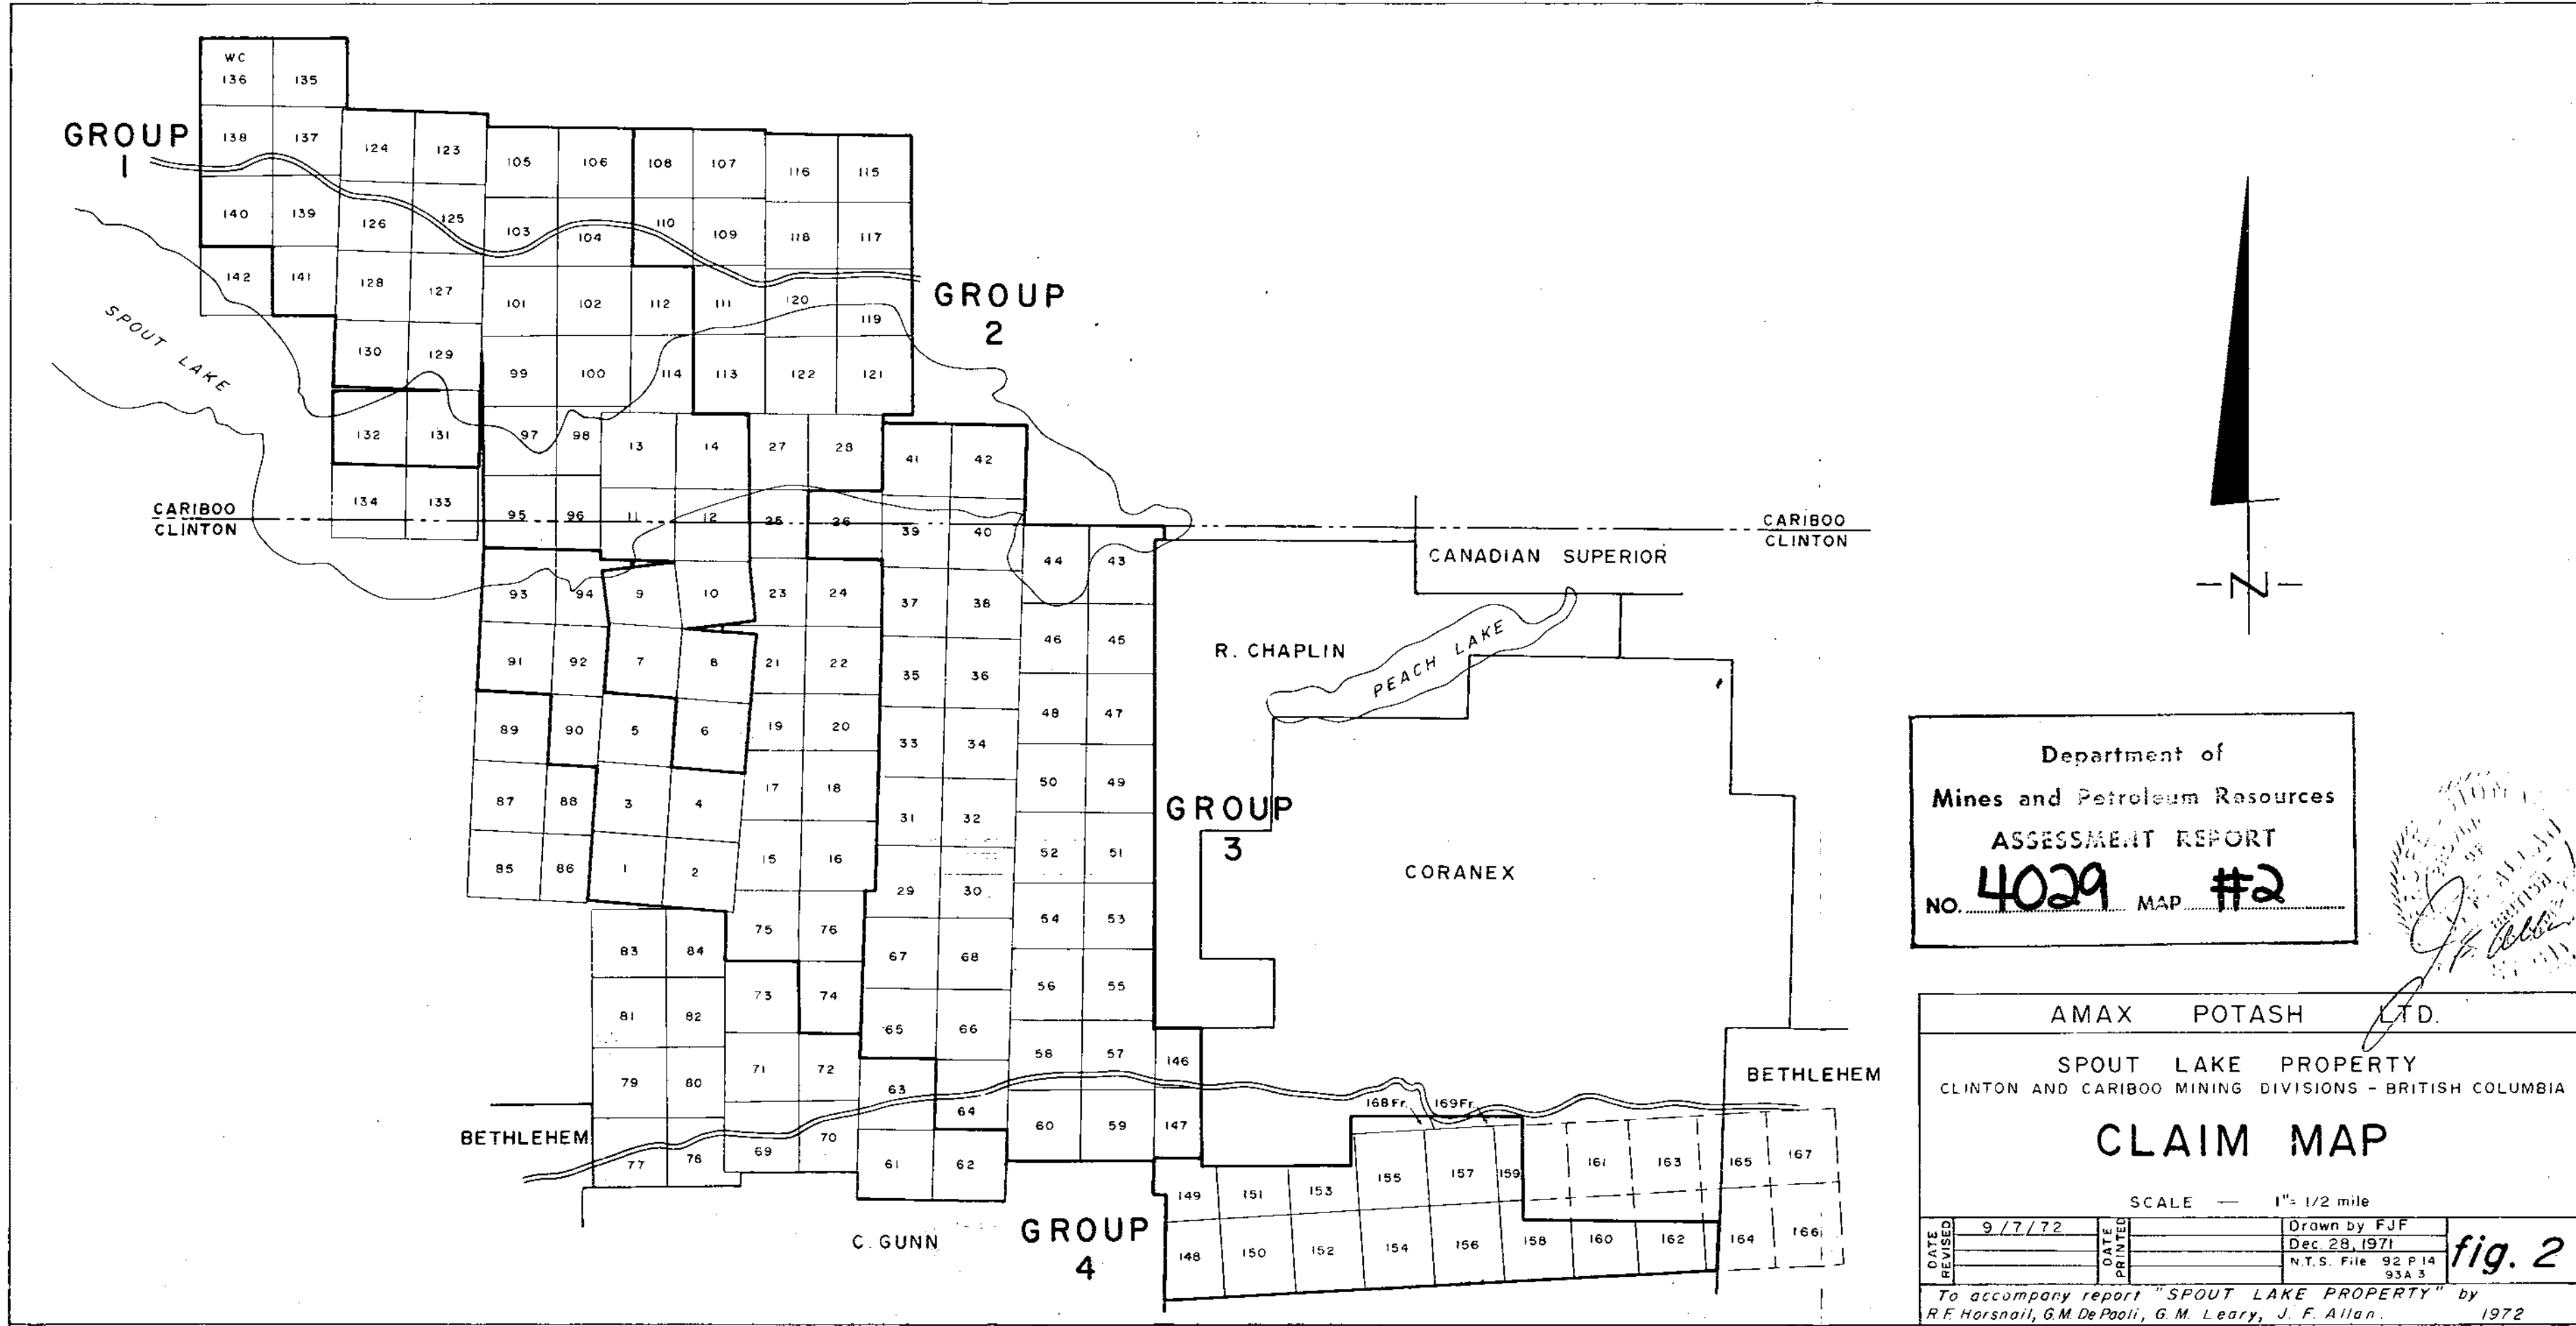 WC
136 135
GROUP
1
138 137
124 123
105 106 108 107
116 115
140 139
126 125
103 104 110 109
118 117
142 141
128 127
101 102 112 111
120
119
GROUP
2
SPOUT LAKE
130 129
99 100 114 113 122 121
132 131
97 98 13 14 27 28
41 42
134 133
95 96 11 12 25 26
39 40
CARIBOO
CLINTON
CARIBOO
CLINTON
44 43
CANADIAN SUPERIOR
93 94 9 10 23 24
37 38
46 45
R. CHAPLIN
PEACH LAKE
91 92 7 8 21 22
35 36
48 47
89 90 5 6 19 20
33 34
50 49
87 88 3 4 17 18
31 32
GROUP
3
52 51
85 86 1 2 15 16
29 30
CORANEX
54 53
83 84 75 76
67 68
56 55
81 82 73 74
65 66
58 57 146
79 80 71 72
63
64
BETHLEHEM
168 Fr. 169 Fr.
60 59 147
BETHLEHEM
77 78 69 70
61 62
149 151 153 155 157 159 161 163 165 167
148 150 152 154 156 158 160 162 164 166
C. GUNN
GROUP
4
-N-
Department of
Mines and Petroleum Resources
ASSESSMENT REPORT
NO. 4029 MAP #2
AMAX POTASH LTD.
SPOUT LAKE PROPERTY
CLINTON AND CARIBOO MINING DIVISIONS - BRITISH COLUMBIA
CLAIM MAP
SCALE — 1"= 1/2 mile
DATE REVISED
9/7/72
DATE PRINTED
Drawn by FJF
Dec. 28, 1971
N.T.S. File 92 P 14
93A 3
fig. 2
To accompany report "SPOUT LAKE PROPERTY" by
R.F. Horsnail, G.M. De Paoli, G. M. Leary, J. F. Allan. 1972